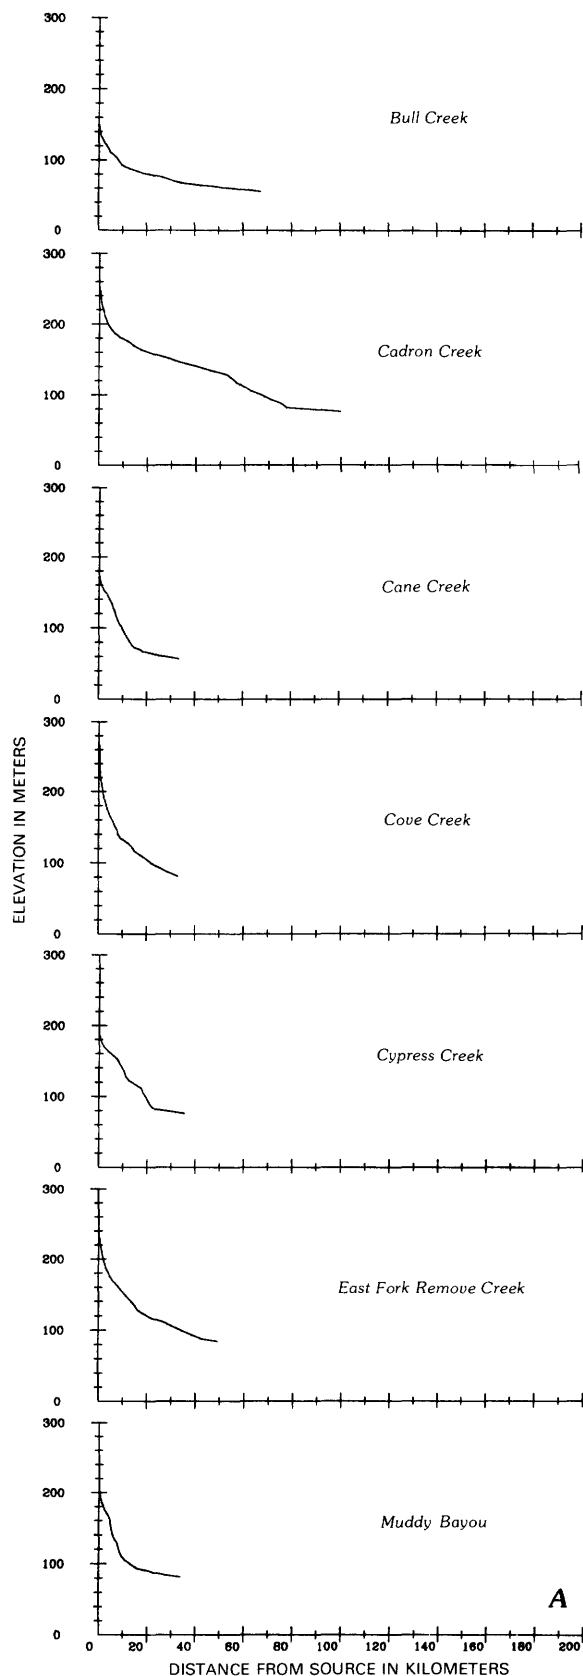 300
200
Bull Creek
100
0
300
200
Cadron Creek
100
0
300
200
Cane Creek
100
0
ELEVATION IN METERS
300
200
Cove Creek
100
0
300
200
Cypress Creek
100
0
300
200
East Fork Remove Creek
100
0
300
200
Muddy Bayou
100
A
0
0 20 40 60 80 100 120 140 160 180 200
DISTANCE FROM SOURCE IN KILOMETERS